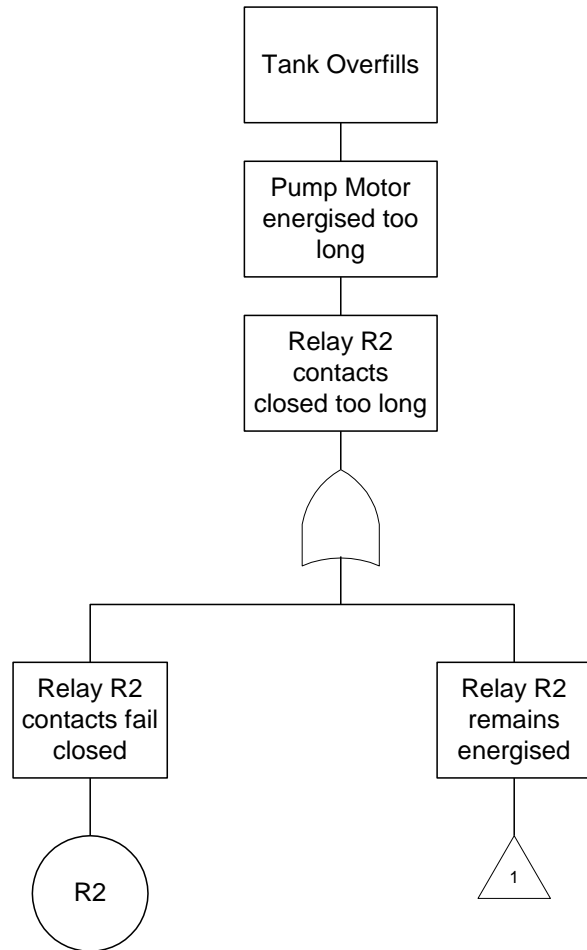 Tank Overfills
Pump Motor
energised too
long
Relay R2
contacts
closed too long
Relay R2
contacts fail
closed
Relay R2
remains
energised
R2
1